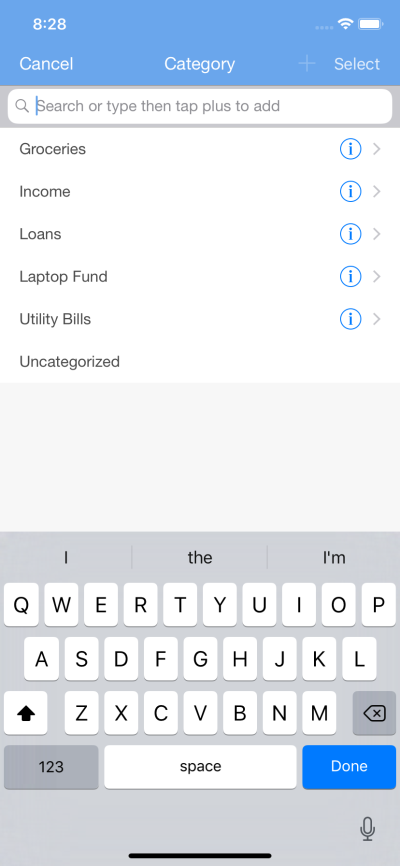 8:28
Cancel Category + Select
Search or type then tap plus to add
Groceries
Income
Loans
Laptop Fund
Utility Bills
Uncategorized
I the I'm
Q W E R T Y U I O P
A S D F G H J K L
Z X C V B N M
123 space Done